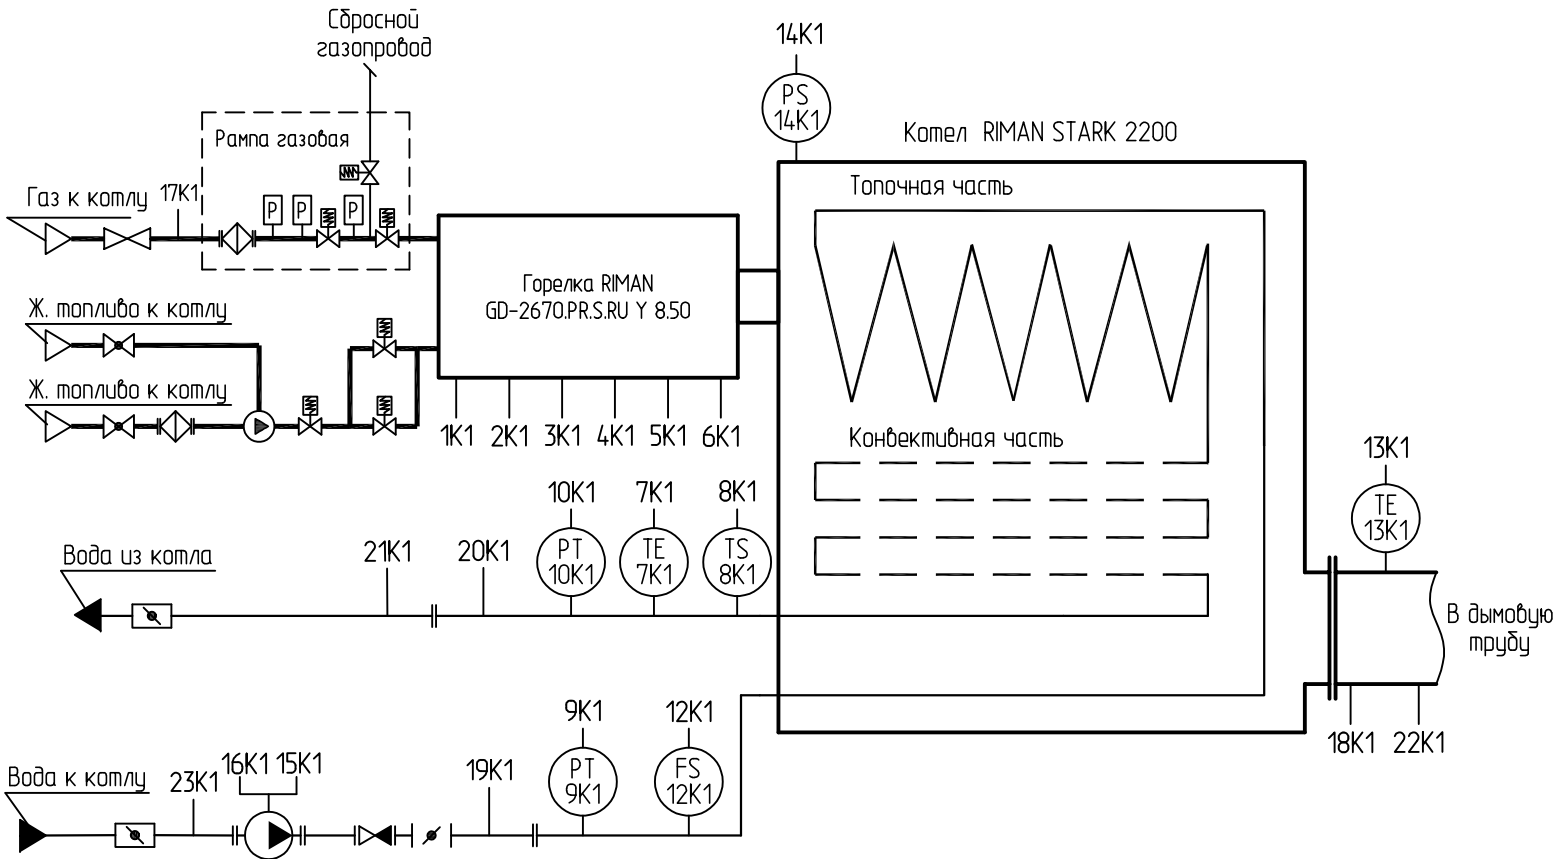 Сбросной
газопровод
14К1
PS
14К1
Котел RIMAN STARK 2200
Рампа газовая
Топочная часть
Газ к котлу
17К1
P
P
P
Горелка RIMAN
GD-2670.PR.S.RU Y 8.50
Ж. топливо к котлу
Ж. топливо к котлу
1К1
2К1
3К1
4К1
5К1
6К1
Конвективная часть
13К1
TE
13К1
10К1
7К1
8К1
PT
10К1
TE
7К1
TS
8К1
21К1
20К1
Вода из котла
В дымовую
трубу
9К1
12К1
PT
9К1
FS
12К1
18К1
22К1
Вода к котлу
23К1
16К1
15К1
19К1